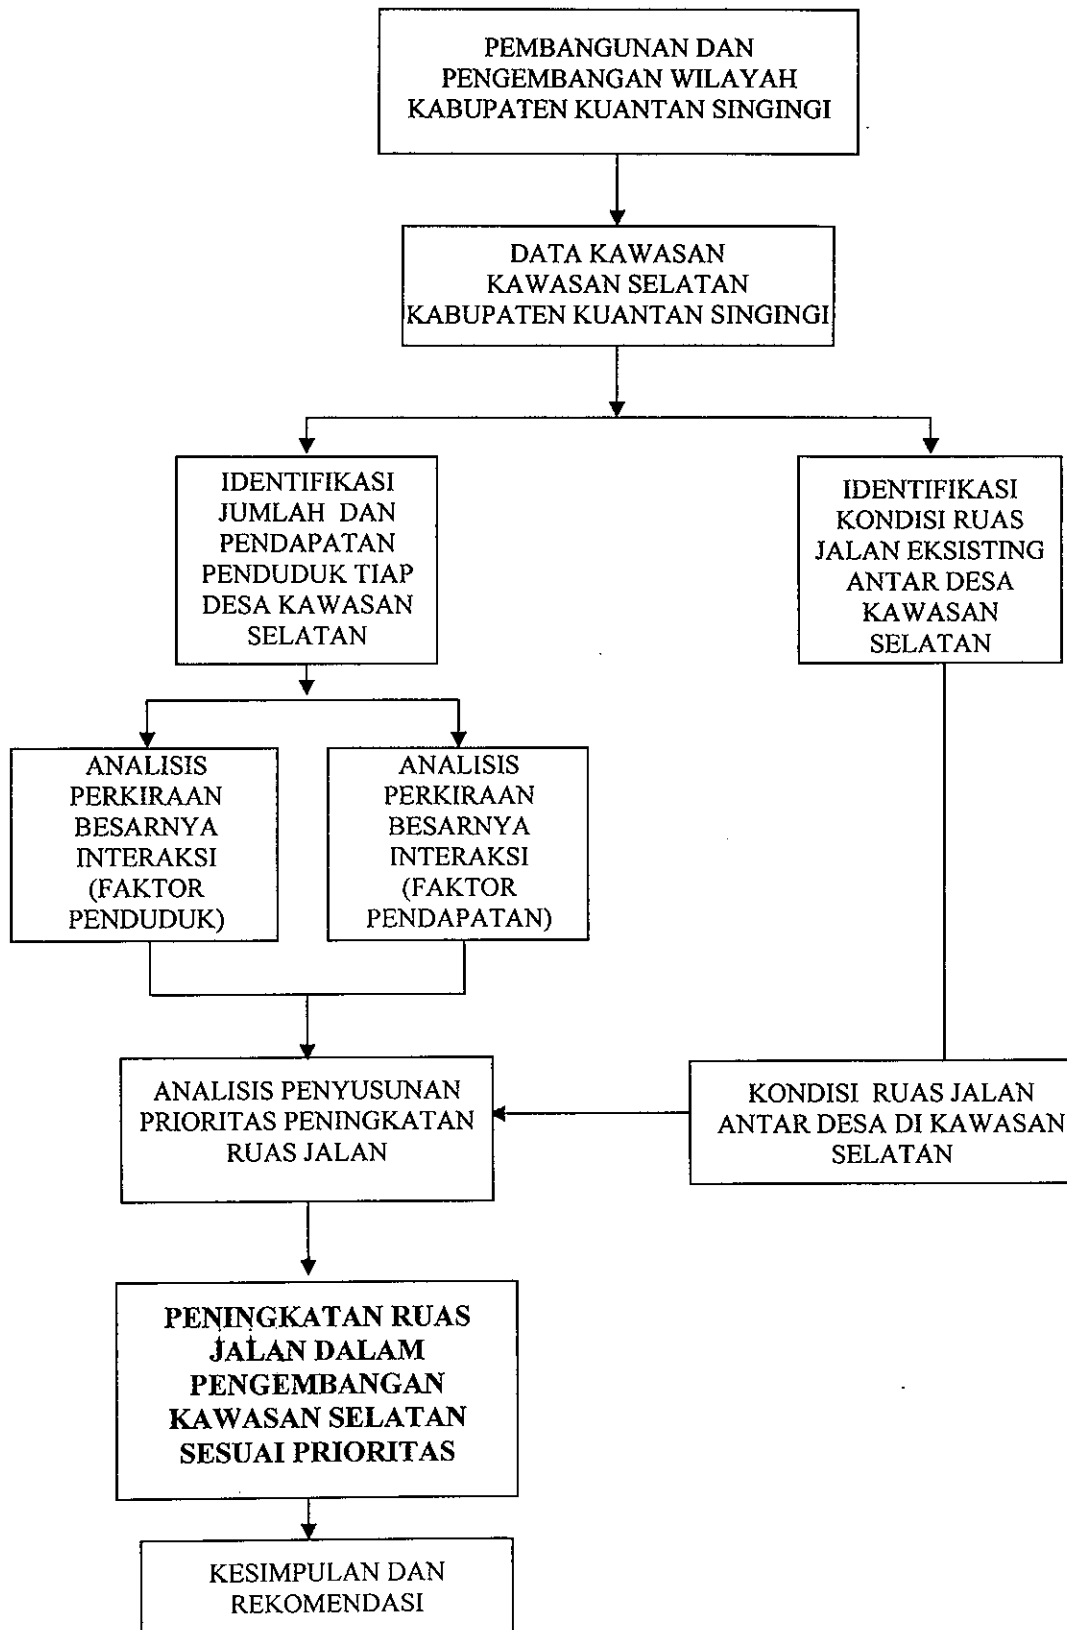 PEMBANGUNAN DAN
PENGEMBANGAN WILAYAH
KABUPATEN KUANTAN SINGINGI
DATA KAWASAN
KAWASAN SELATAN
KABUPATEN KUANTAN SINGINGI
IDENTIFIKASI
JUMLAH DAN
PENDAPATAN
PENDUDUK TIAP
DESA KAWASAN
SELATAN
IDENTIFIKASI
KONDISI RUAS
JALAN EKSISTING
ANTAR DESA
KAWASAN
SELATAN
ANALISIS
PERKIRAAN
BESARNYA
INTERAKSI
(FAKTOR
PENDUDUK)
ANALISIS
PERKIRAAN
BESARNYA
INTERAKSI
(FAKTOR
PENDAPATAN)
ANALISIS PENYUSUNAN
PRIORITAS PENINGKATAN
RUAS JALAN
KONDISI RUAS JALAN
ANTAR DESA DI KAWASAN
SELATAN
PENINGKATAN RUAS
JALAN DALAM
PENGEMBANGAN
KAWASAN SELATAN
SESUAI PRIORITAS
KESIMPULAN DAN
REKOMENDASI